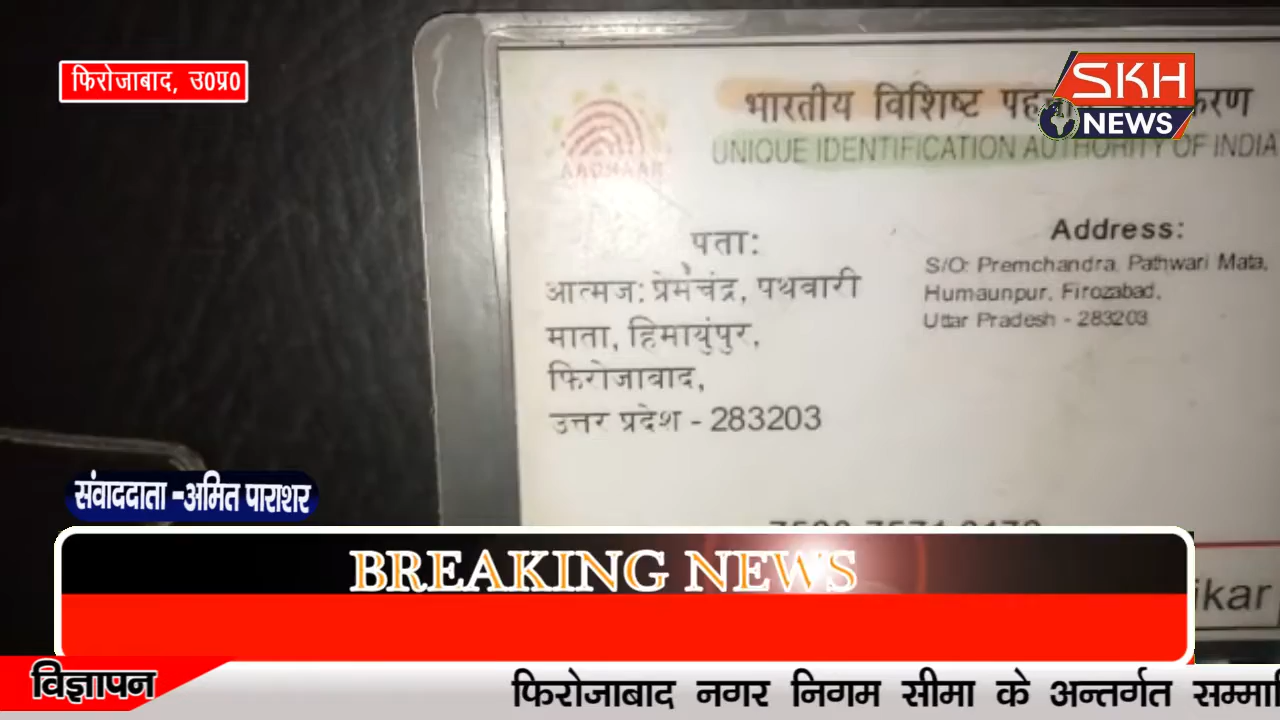 फिरोजाबाद, उ0प्र0
SKH
NEWS
भारतीय विशिष्ट
UNIQUE IDENTIFICATION AUTHORITY OF INDIA
AADHAAR
पता:
आत्मज: प्रेमचंद्र, पथवारी
माता, हिमायुंपुर,
फिरोजाबाद,
उत्तर प्रदेश - 283203
Address:
S/O: Premchandra, Pathwari Mata,
Humaunpur, Firozabad,
Uttar Pradesh - 283203
संवाददाता -अमित पाराशर
BREAKING NEWS
विज्ञापन
फिरोजाबाद नगर निगम सीमा के अन्तर्गत